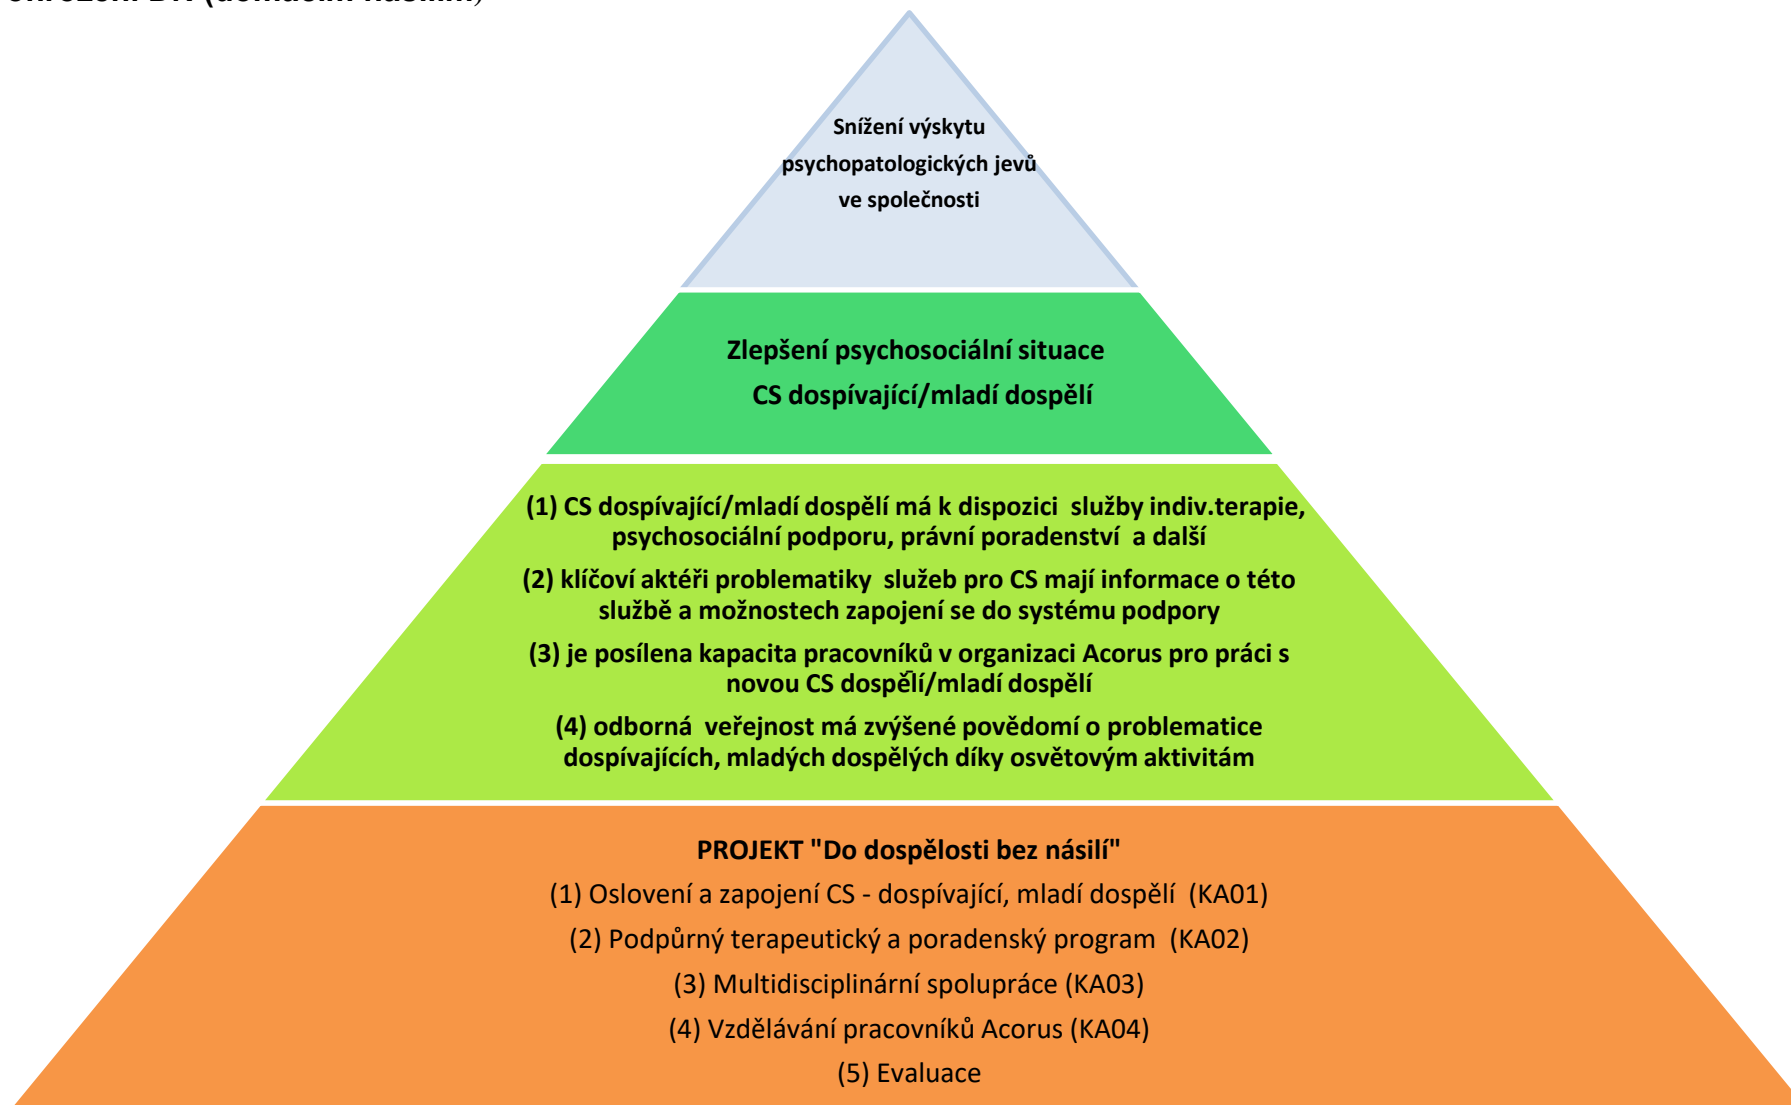 Snížení výskytu
psychopatologických jevů
ve společnosti
Zlepšení psychosociální situace
CS dospívající/mladí dospělí
(1) CS dospívající/mladí dospělí má k dispozici služby indiv.terapie,
psychosociální podporu, právní poradenství a další
(2) klíčoví aktéři problematiky služeb pro CS mají informace o této
službě a možnostech zapojení se do systému podpory
(3) je posílena kapacita pracovníků v organizaci Acorus pro práci s
novou CS dospělí/mladí dospělí
(4) odborná veřejnost má zvýšené povědomí o problematice
dospívajících, mladých dospělých díky osvětovým aktivitám
PROJEKT "Do dospělosti bez násilí"
(1) Oslovení a zapojení CS - dospívající, mladí dospělí (KA01)
(2) Podpůrný terapeutický a poradenský program (KA02)
(3) Multidisciplinární spolupráce (KA03)
(4) Vzdělávání pracovníků Acorus (KA04)
(5) Evaluace